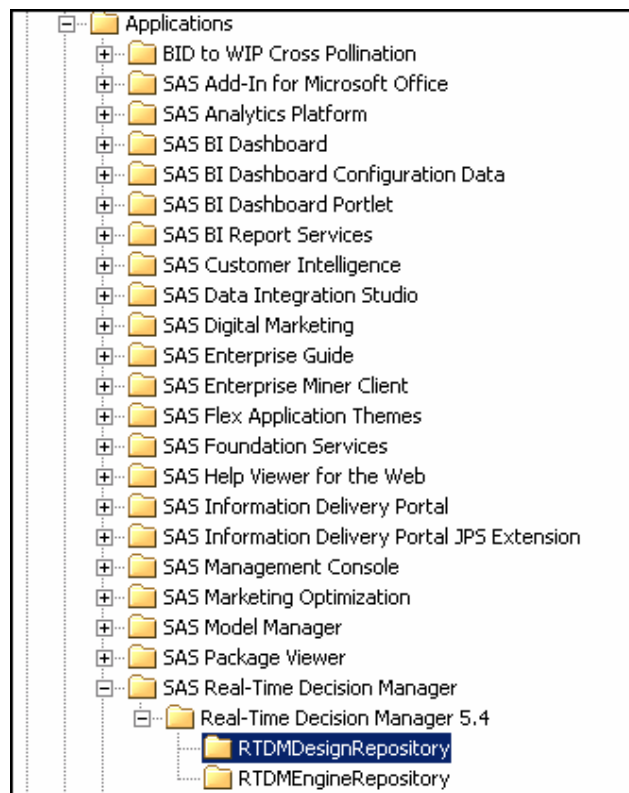 Applications
BID to WIP Cross Pollination
SAS Add-In for Microsoft Office
SAS Analytics Platform
SAS BI Dashboard
SAS BI Dashboard Configuration Data
SAS BI Dashboard Portlet
SAS BI Report Services
SAS Customer Intelligence
SAS Data Integration Studio
SAS Digital Marketing
SAS Enterprise Guide
SAS Enterprise Miner Client
SAS Flex Application Themes
SAS Foundation Services
SAS Help Viewer for the Web
SAS Information Delivery Portal
SAS Information Delivery Portal JPS Extension
SAS Management Console
SAS Marketing Optimization
SAS Model Manager
SAS Package Viewer
SAS Real-Time Decision Manager
Real-Time Decision Manager 5.4
RTDMDesignRepository
RTDMEngineRepository